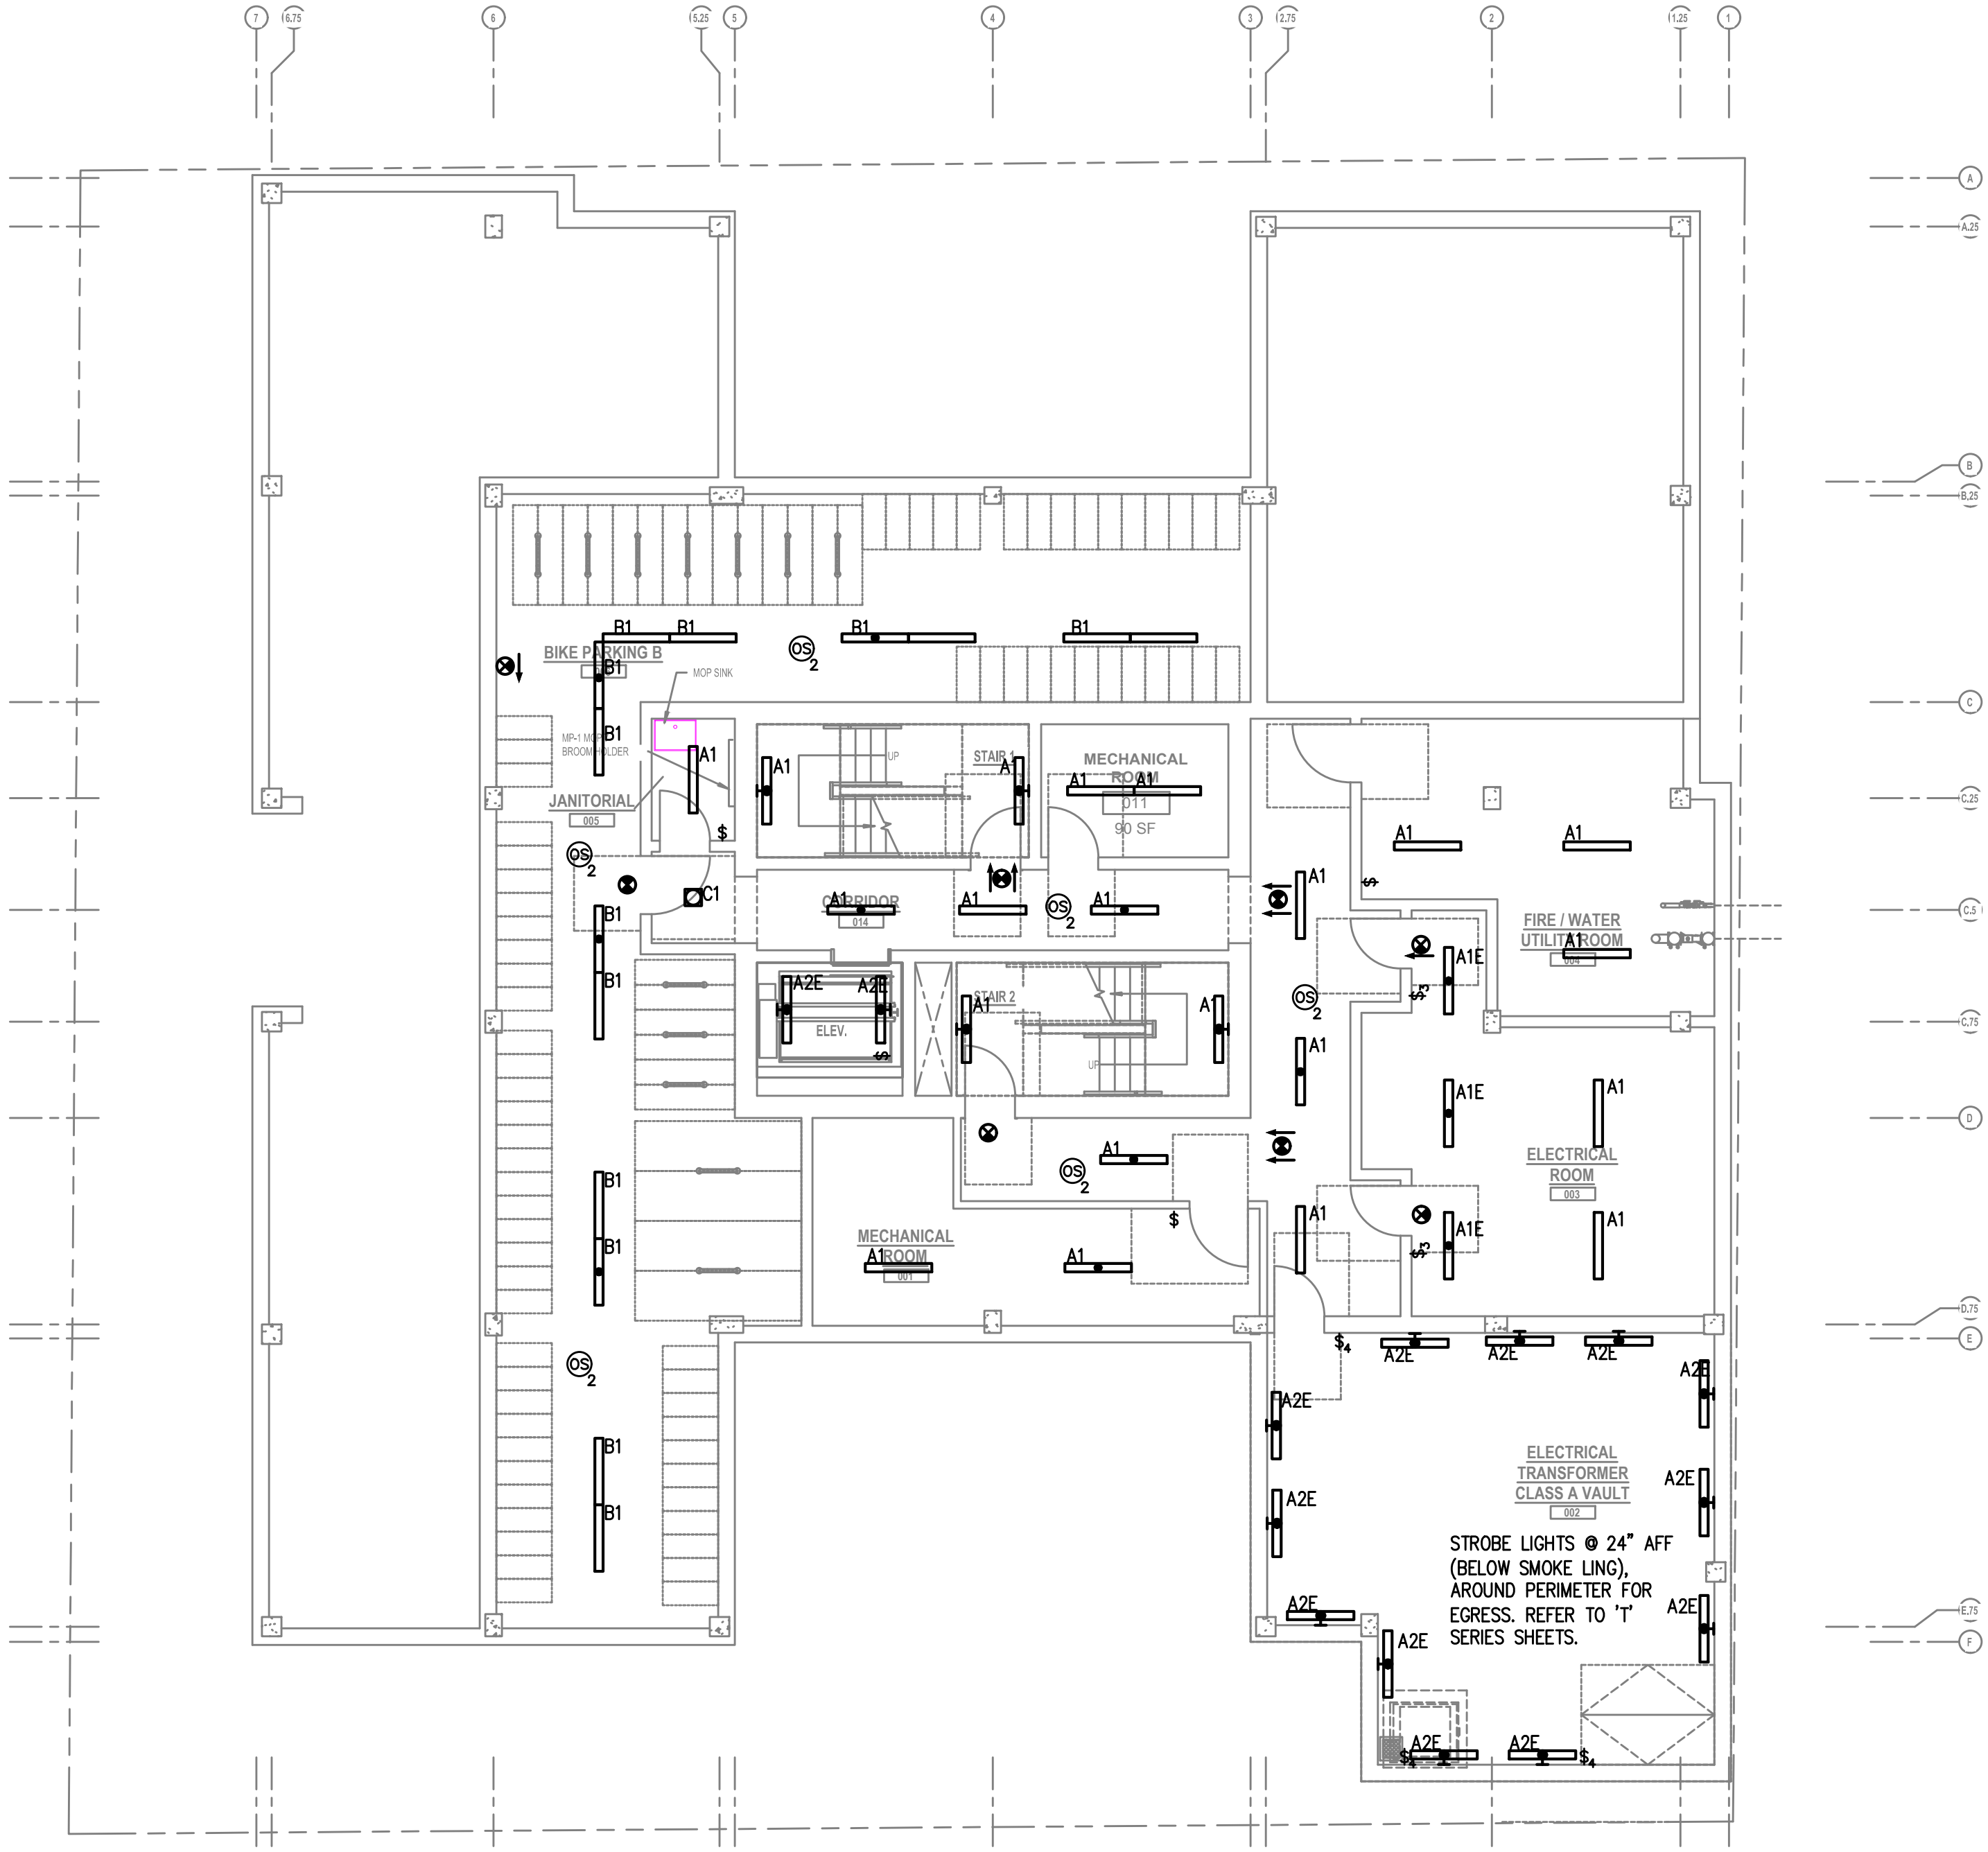 7
6.75
6
5.25
5
4
3
2.75
2
1.25
1
A
A.25
B
B.25
C
C.25
C.5
C.75
D
D.75
E
E.75
F
B1
B1
B1
B1
OS
2
BIKE PARKING B
B1
MOP SINK
B1
MP-1 MOP
BROOM HOLDER
A1
JANITORIAL
005
$
A1
UP
STAIR 1
A1
MECHANICAL
ROOM
A1
A1
011
90 SF
A1
A1
$
OS
2
C1
B1
B1
A1
CORRIDOR
014
OS
2
A1
A1
FIRE / WATER
UTILITY ROOM
004
A1
A1E
$3
OS
2
A2E
A2E
ELEV.
$
STAIR 2
A1
A1
UP
A1
A1E
A1
B1
B1
OS
2
A1
ELECTRICAL
ROOM
003
$
MECHANICAL
ROOM
001
A1
A1
A1
A1E
A1
$3
OS
2
$4
A2E
A2E
A2E
A2E
A2E
B1
B1
A2E
A2E
ELECTRICAL
TRANSFORMER
CLASS A VAULT
002
STROBE LIGHTS @ 24" AFF
(BELOW SMOKE LING),
AROUND PERIMETER FOR
EGRESS. REFER TO 'T'
SERIES SHEETS.
A2E
A2E
A2E
A2E
A2E
$4
$4